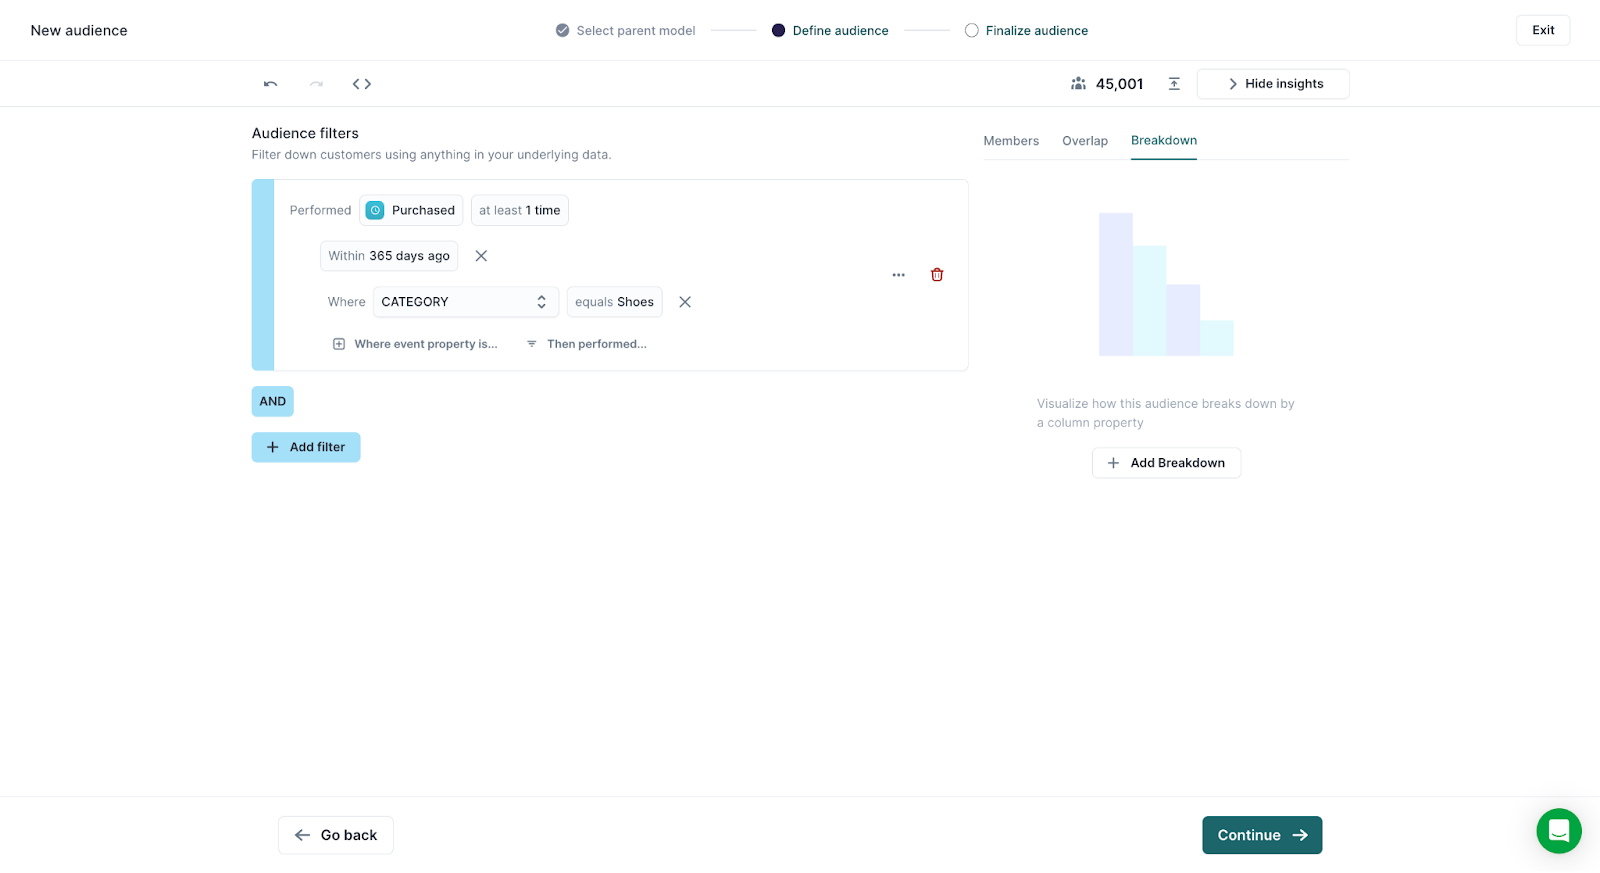 New audience
Select parent model
Define audience
Finalize audience
Exit
45,001
Hide insights
Audience filters
Filter down customers using anything in your underlying data.
Members Overlap Breakdown
Performed Purchased at least 1 time
Within 365 days ago
Where CATEGORY equals Shoes
Where event property is... Then performed...
AND
Add filter
Visualize how this audience breaks down by
a column property
Add Breakdown
Go back
Continue